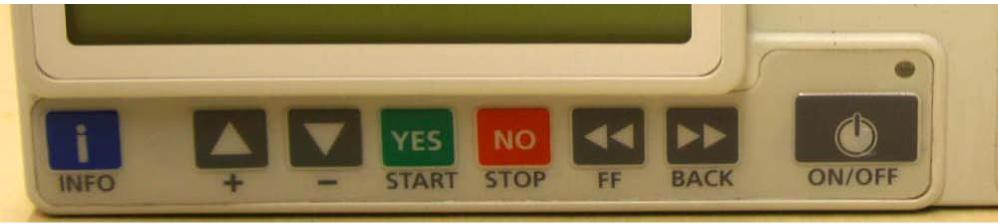 i YES NO
INFO + - START STOP FF BACK ON/OFF